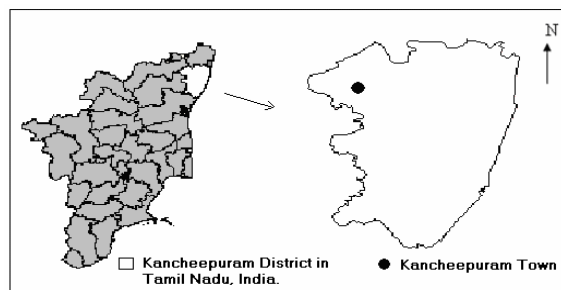 N
Kancheepuram District in
Tamil Nadu, India.
Kancheepuram Town